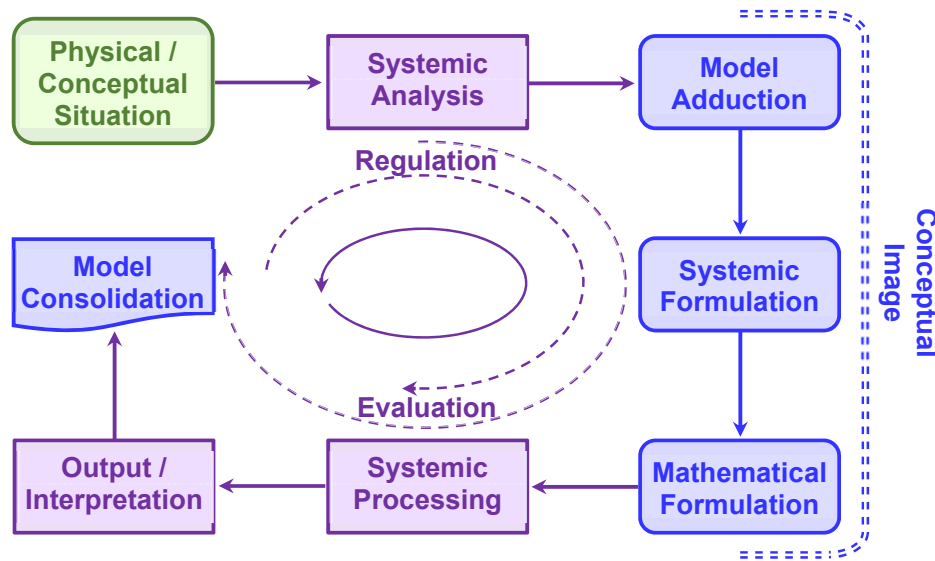 Physical /
Conceptual
Situation
Systemic
Analysis
Model
Adduction
Regulation
Conceptual
Image
Model
Consolidation
Systemic
Formulation
Evaluation
Output /
Interpretation
Systemic
Processing
Mathematical
Formulation